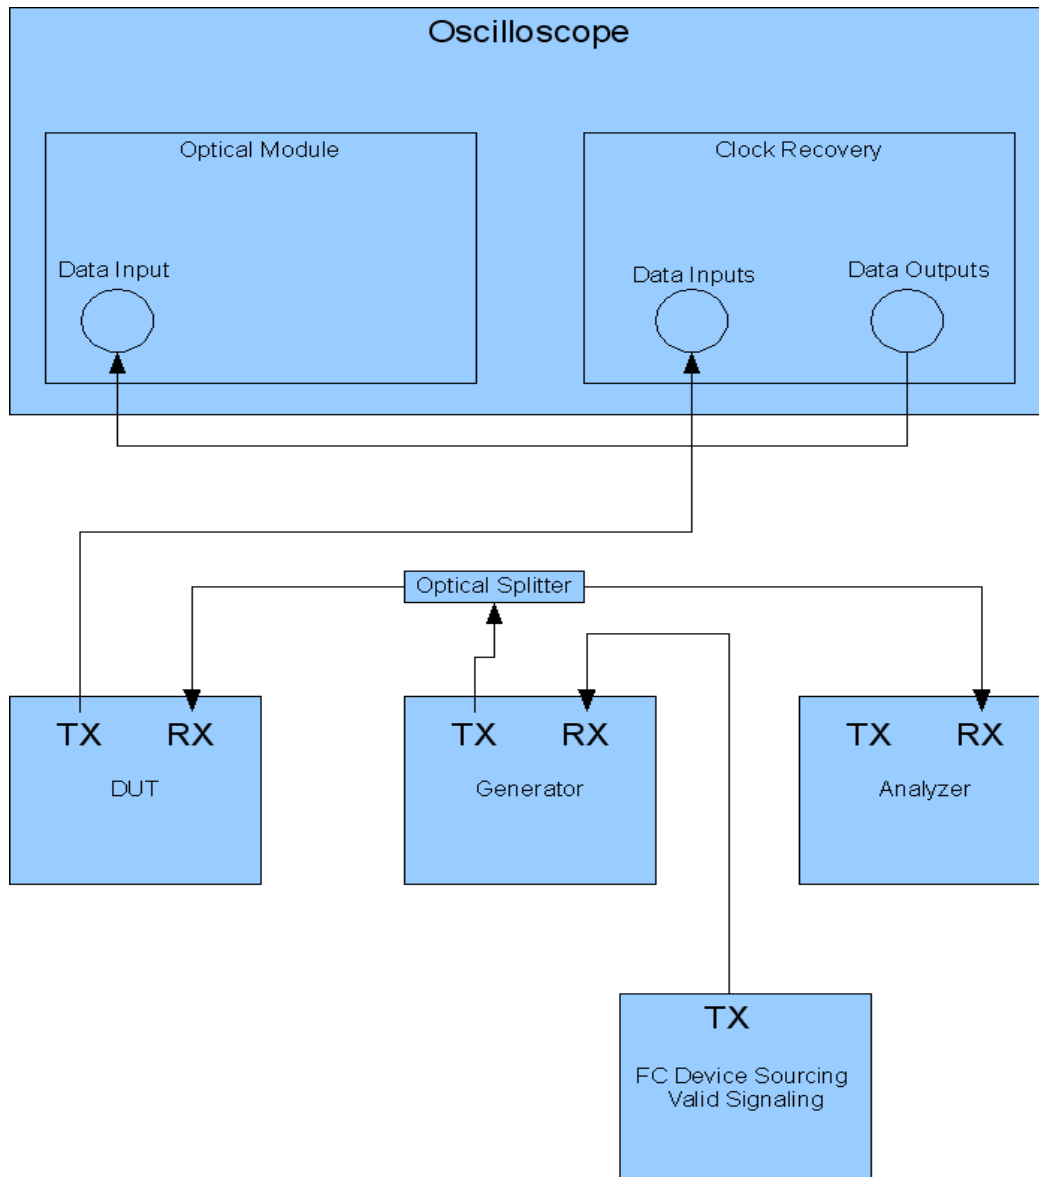 Oscilloscope
Optical Module
Clock Recovery
Data Input
Data Inputs
Data Outputs
Optical Splitter
TX RX
DUT
TX RX
Generator
TX RX
Analyzer
TX
FC Device Sourcing
Valid Signaling